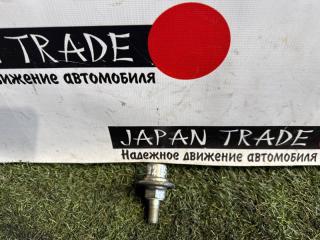 TRADE
движение автомобиля
JAPAN TRADE
Надежное движение автомобиля